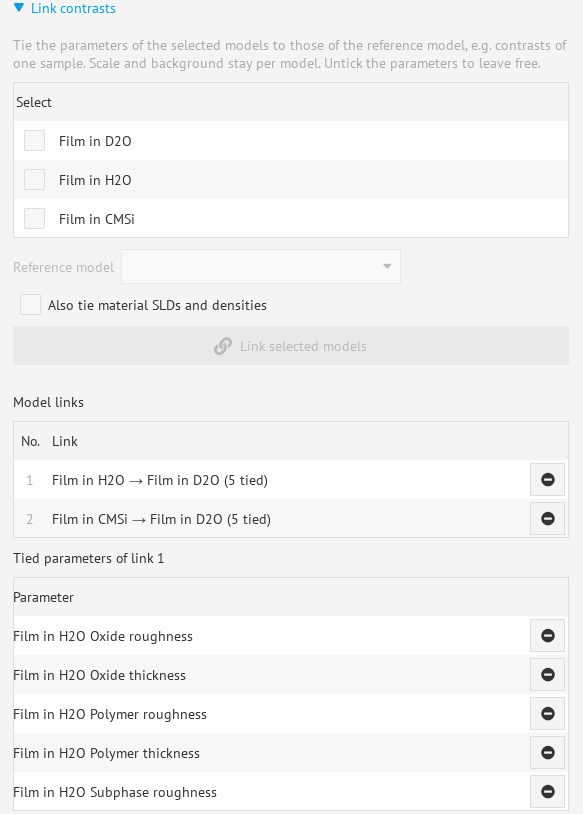 Link contrasts
Tie the parameters of the selected models to those of the reference model, e.g. contrasts of
one sample. Scale and background stay per model. Untick the parameters to leave free.
Select
Film in D2O
Film in H2O
Film in CMSi
Reference model
Also tie material SLDs and densities
Link selected models
Model links
No. Link
1 Film in H2O → Film in D2O (5 tied)
2 Film in CMSi → Film in D2O (5 tied)
Tied parameters of link 1
Parameter
Film in H2O Oxide roughness
Film in H2O Oxide thickness
Film in H2O Polymer roughness
Film in H2O Polymer thickness
Film in H2O Subphase roughness